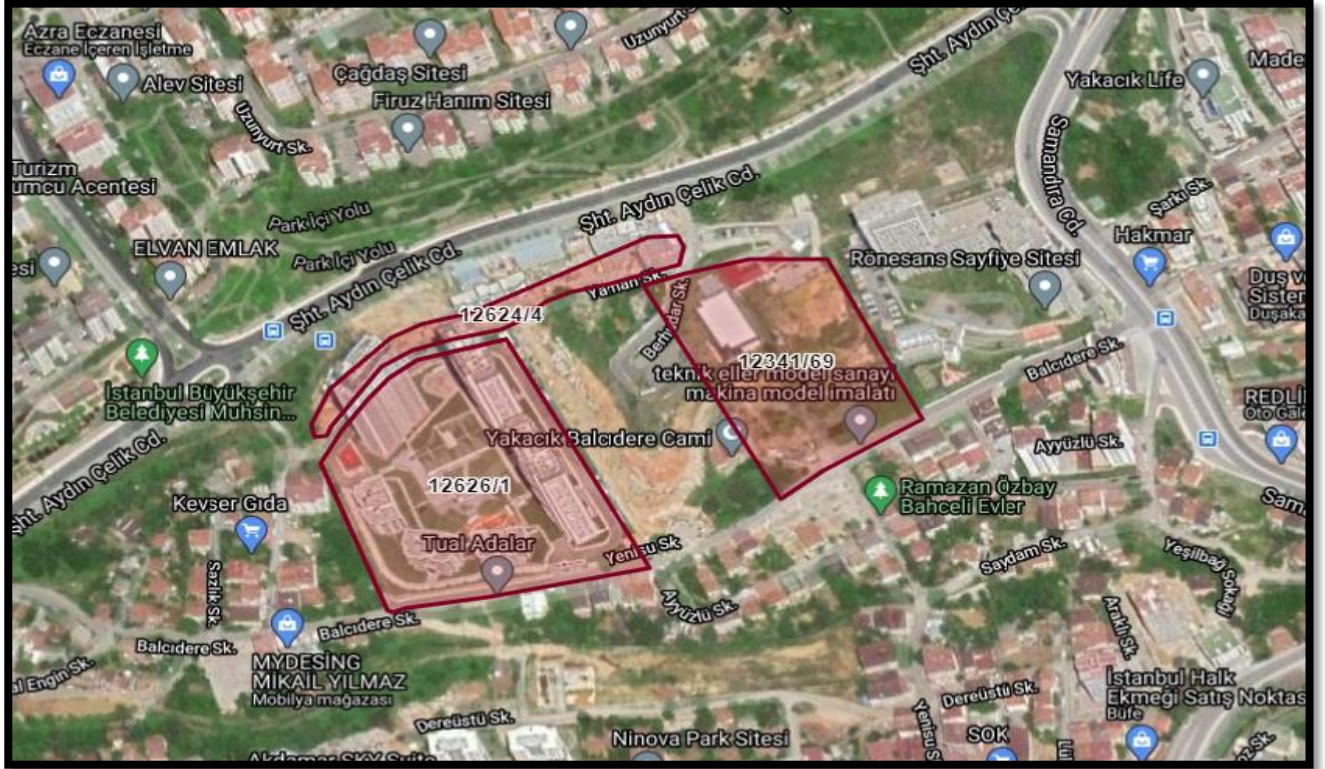 Azra Eczanesi
Eczane İçeren İşletme
Alev Sitesi
Çağdaş Sitesi
Firuz Hanım Sitesi
Uzunyurt Sk.
Şht. Aydın Çelik Cd.
Yakacık Life
Samandıra Cd.
Şarkı Sk.
Hakmar
Turizm
Park İçi Yolu
ELVAN EMLAK
Park İçi Yolu
Şht. Aydın Çelik Cd.
Şht. Aydın Çelik Cd.
Rönesans Sayfiye Sitesi
Yaman Sk.
12624/4
Berhudar Sk.
12341/69
teknik eller model sanayi
makina model imalatı
Balcıdere Sk.
İstanbul Büyükşehir
Belediyesi Muhsin...
Şht. Aydın Çelik Cd.
Yakacık Balcıdere Cami
REDLİ
Oto Gale
Ayyüzlü Sk.
12626/1
Kevser Gıda
Ramazan Özbay
Bahceli Evler
Tual Adalar
Yenisu Sk
Saydam Sk.
Yeşilbağ Sokağı
Sazlık Sk.
Ayyüzlü Sk.
Araklı Sk.
Balcıdere Sk.
Balcıdere Sk.
MYDESİNG
MİKAİL YILMAZ
Mobilya mağazası
Dereüstü Sk.
Dereüstü Sk.
Yenisu S
İstanbul Halk
Ekmeği Satış Noktas
Büfe
Ninova Park Sitesi
ŞOK